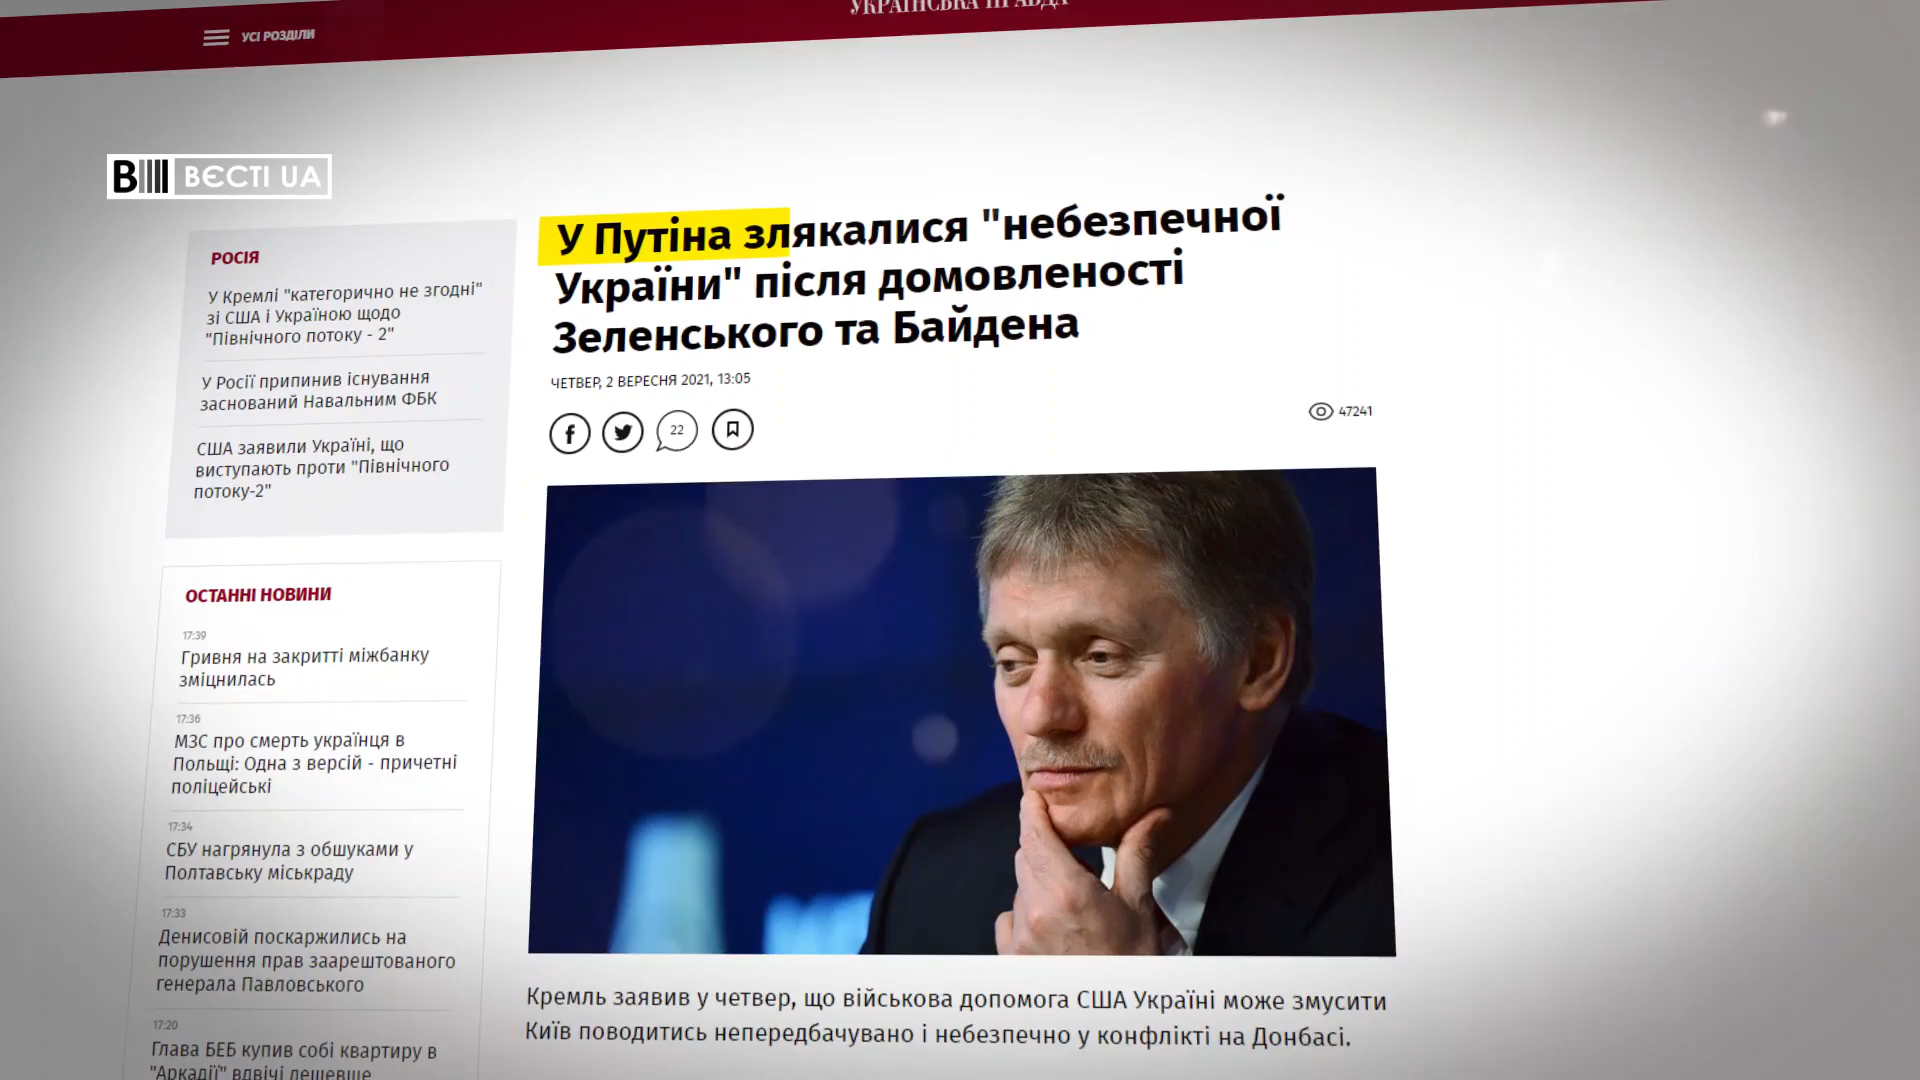 УКРАЇНСЬКА ПРАВДА
УСІ РОЗДІЛИ
В ВЄСТІ UA
У Путіна злякалися "небезпечної
України" після домовленості
Зеленського та Байдена
ЧЕТВЕР, 2 ВЕРЕСНЯ 2021, 13:05
22
47241
РОСІЯ
У Кремлі "категорично не згодні"
зі США і Україною щодо
"Північного потоку - 2"
У Росії припинив існування
заснований Навальним ФБК
США заявили Україні, що
виступають проти "Північного
потоку-2"
ОСТАННІ НОВИНИ
17:39
Гривня на закритті міжбанку
зміцнилась
17:36
МЗС про смерть українця в
Польщі: Одна з версій - причетні
поліцейські
17:34
СБУ нагрянула з обшуками у
Полтавську міськраду
17:33
Денисовій поскаржились на
порушення прав заарештованого
генерала Павловського
17:20
Глава БЕБ купив собі квартиру в
"Аркадії" вдвічі дешевше
Кремль заявив у четвер, що військова допомога США Україні може змусити
Київ поводитись непередбачувано і небезпечно у конфлікті на Донбасі.